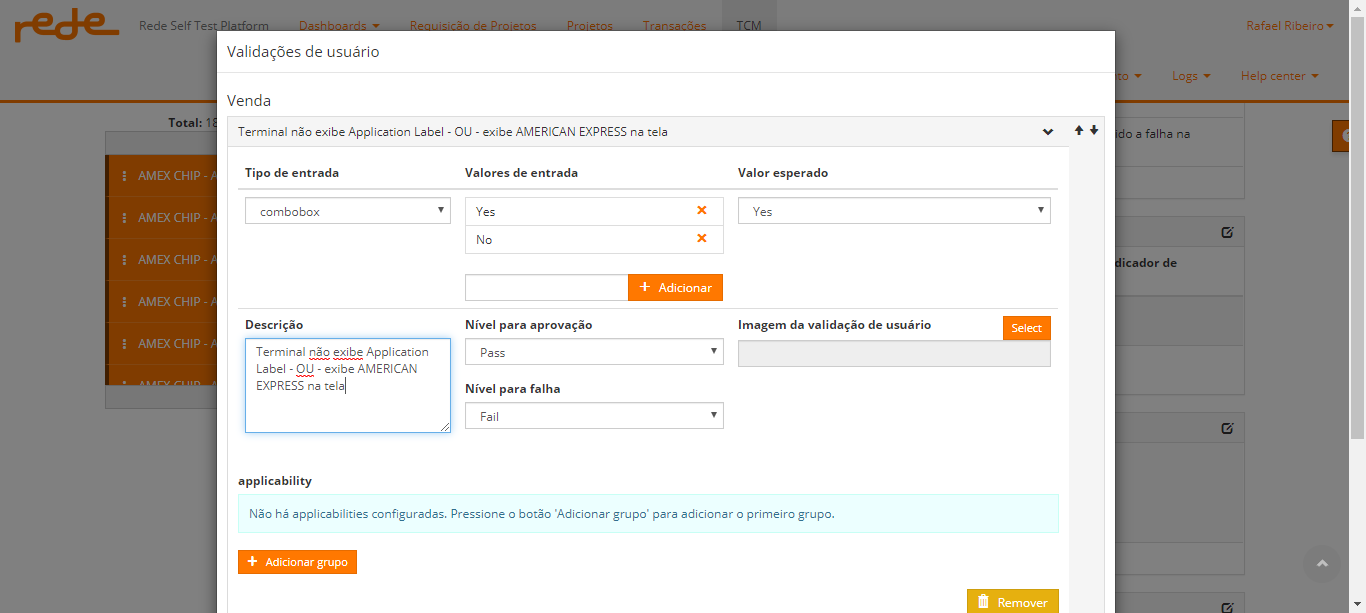 rede
Rede Self Test Platform
Dashboards
Requisição de Projetos
Projetos
Transações
TCM
Rafael Ribeiro
Logs
Help center
Validações de usuário
Venda
Total: 18
Terminal não exibe Application Label - OU - exibe AMERICAN EXPRESS na tela
ido a falha na
AMEX CHIP - A
AMEX CHIP - A
AMEX CHIP - A
AMEX CHIP - A
AMEX CHIP - A
AMEX CHIP - A
Tipo de entrada
Valores de entrada
Valor esperado
combobox
Yes
No
Yes
Adicionar
dicador de
Descrição
Terminal não exibe Application
Label - OU - exibe AMERICAN
EXPRESS na tela
Nível para aprovação
Pass
Nível para falha
Fail
Imagem da validação de usuário
Select
applicability
Não há applicabilities configuradas. Pressione o botão 'Adicionar grupo' para adicionar o primeiro grupo.
Adicionar grupo
Remover